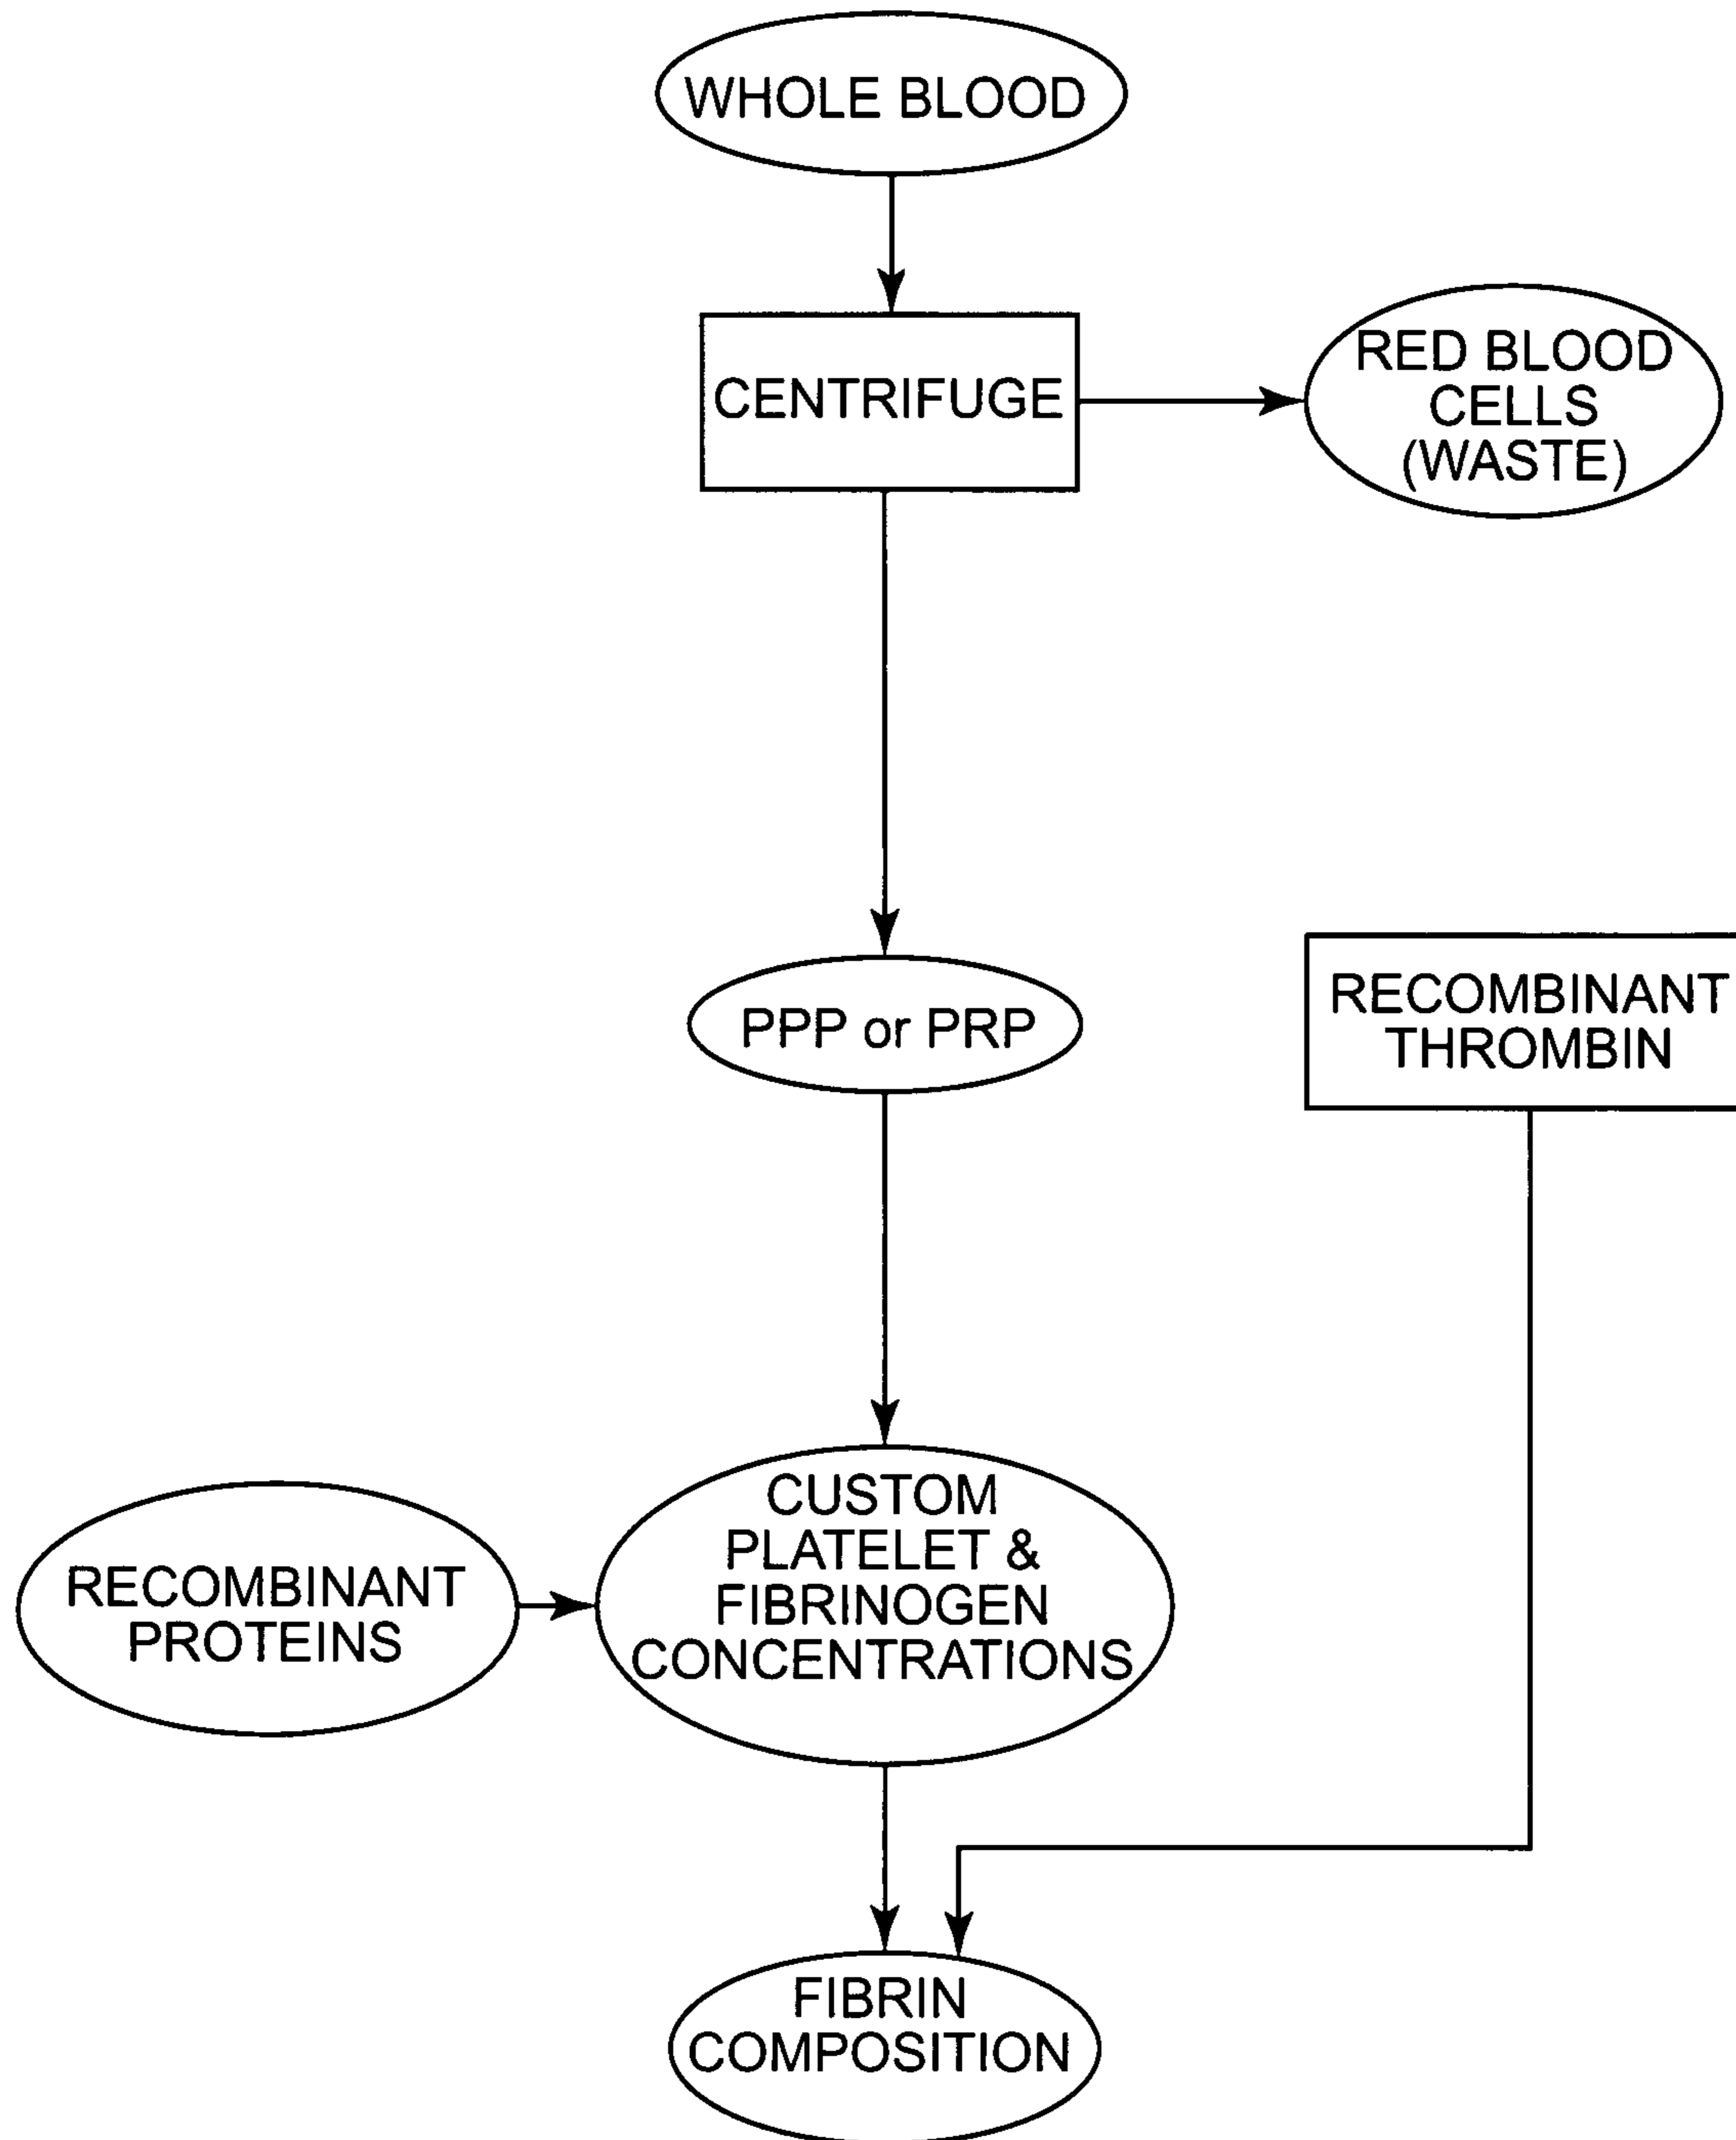 WHOLE BLOOD
CENTRIFUGE
RED BLOOD
CELLS
(WASTE)
PPP or PRP
RECOMBINANT
THROMBIN
CUSTOM
PLATELET &
FIBRINOGEN
CONCENTRATIONS
RECOMBINANT
PROTEINS
FIBRIN
COMPOSITION